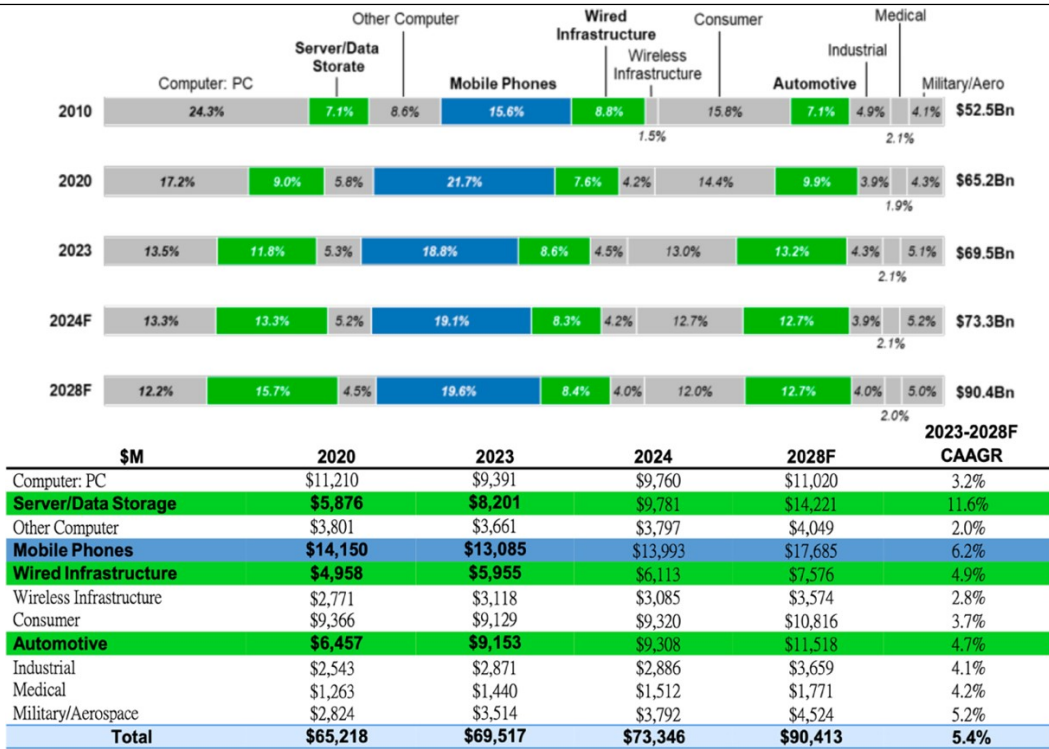 Other Computer Wired Infrastructure Consumer Medical
Server/Data Storate Wireless Infrastructure Industrial
Computer: PC Mobile Phones Automotive Military/Aero
2010 24.3% 7.1% 8.6% 15.6% 8.8% 15.8% 7.1% 4.9% 4.1% $52.5Bn
1.5% 2.1%
2020 17.2% 9.0% 5.8% 21.7% 7.6% 4.2% 14.4% 9.9% 3.9% 4.3% $65.2Bn
1.9%
2023 13.5% 11.8% 5.3% 18.8% 8.6% 4.5% 13.0% 13.2% 4.3% 5.1% $69.5Bn
2.1%
2024F 13.3% 13.3% 5.2% 19.1% 8.3% 4.2% 12.7% 12.7% 3.9% 5.2% $73.3Bn
2.1%
2028F 12.2% 15.7% 4.5% 19.6% 8.4% 4.0% 12.0% 12.7% 4.0% 5.0% $90.4Bn
2.0%
2023-2028F
$M 2020 2023 2024 2028F CAAGR
Computer: PC $11,210 $9,391 $9,760 $11,020 3.2%
Server/Data Storage $5,876 $8,201 $9,781 $14,221 11.6%
Other Computer $3,801 $3,661 $3,797 $4,049 2.0%
Mobile Phones $14,150 $13,085 $13,993 $17,685 6.2%
Wired Infrastructure $4,958 $5,955 $6,113 $7,576 4.9%
Wireless Infrastructure $2,771 $3,118 $3,085 $3,574 2.8%
Consumer $9,366 $9,129 $9,320 $10,816 3.7%
Automotive $6,457 $9,153 $9,308 $11,518 4.7%
Industrial $2,543 $2,871 $2,886 $3,659 4.1%
Medical $1,263 $1,440 $1,512 $1,771 4.2%
Military/Aerospace $2,824 $3,514 $3,792 $4,524 5.2%
Total $65,218 $69,517 $73,346 $90,413 5.4%